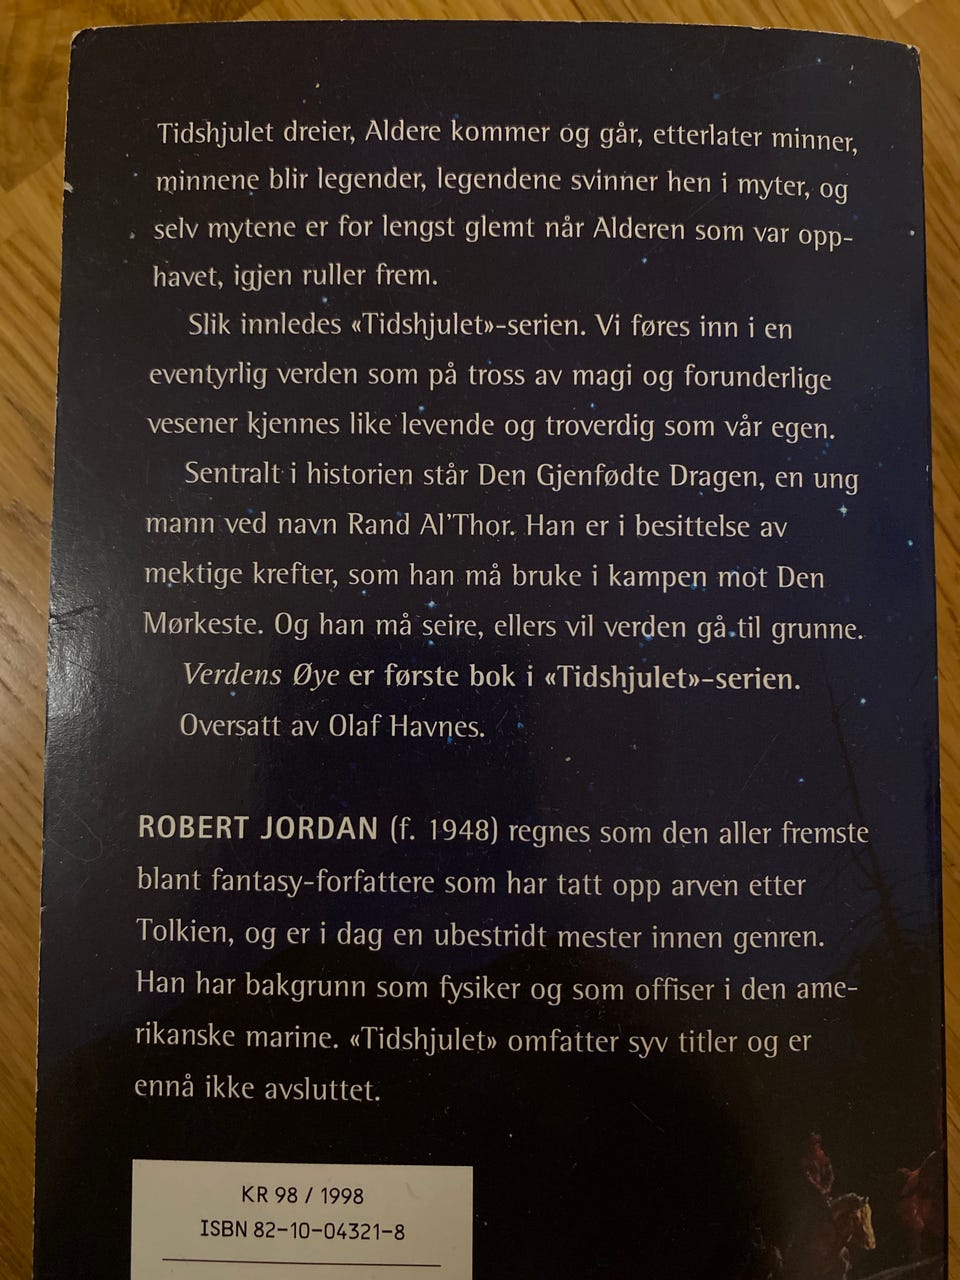 Tidshjulet dreier, Aldere kommer og går, etterlater minner,
minnene blir legender, legendene svinner hen i myter, og
selv mytene er for lengst glemt når Alderen som var opp-
havet, igjen ruller frem.
Slik innledes «Tidshjulet»-serien. Vi føres inn i en
eventyrlig verden som på tross av magi og forunderlige
vesener kjennes like levende og troverdig som vår egen.
Sentralt i historien står Den Gjenfødte Dragen, en ung
mann ved navn Rand Al'Thor. Han er i besittelse av
mektige krefter, som han må bruke i kampen mot Den
Mørkeste. Og han må seire, ellers vil verden gå til grunne.
Verdens Øye er første bok i «Tidshjulet»-serien.
Oversatt av Olaf Havnes.
ROBERT JORDAN (f. 1948) regnes som den aller fremste
blant fantasy-forfattere som har tatt opp arven etter
Tolkien, og er i dag en ubestridt mester innen genren.
Han har bakgrunn som fysiker og som offiser i den ame-
rikanske marine. «Tidshjulet» omfatter syv titler og er
ennå ikke avsluttet.
KR 98 / 1998
ISBN 82-10-04321-8